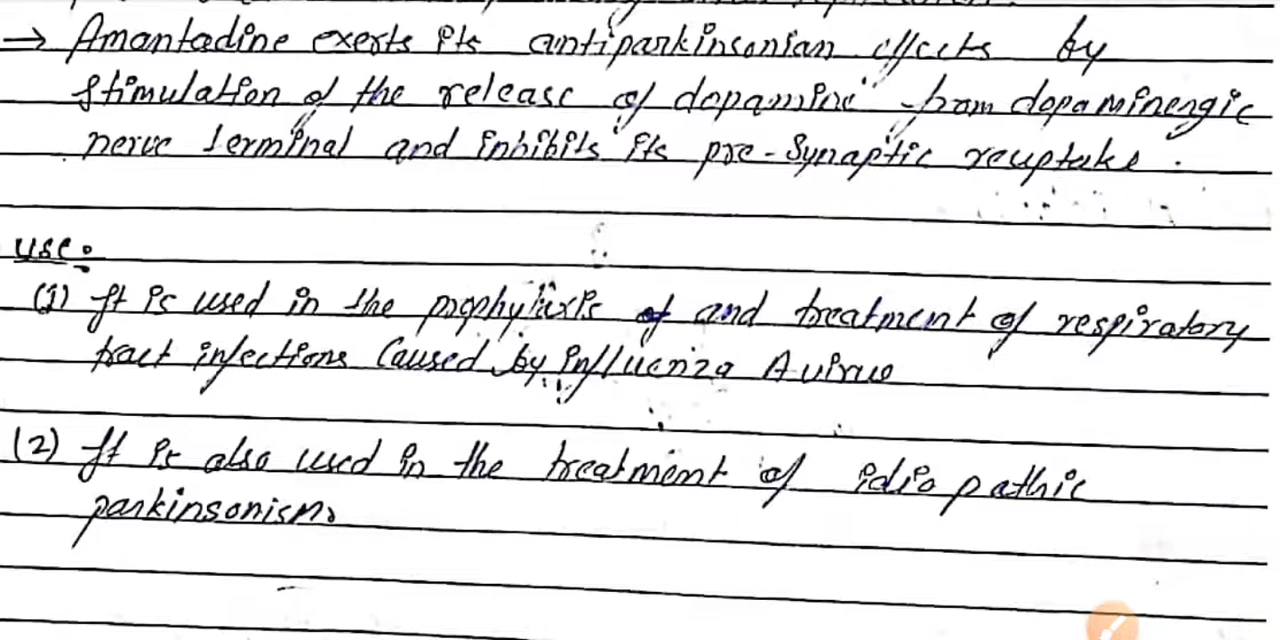 → Amantadine exerts its antiparkinsonian effects by
stimulation of the release of dopamine from dopaminergic
nerve terminal and inhibits its pre-synaptic reuptake.
use:
(1) It is used in the prophylaxis of and treatment of respiratory
tract infections caused by influenza A virus
(2) It is also used in the treatment of idiopathic
parkinsonism.